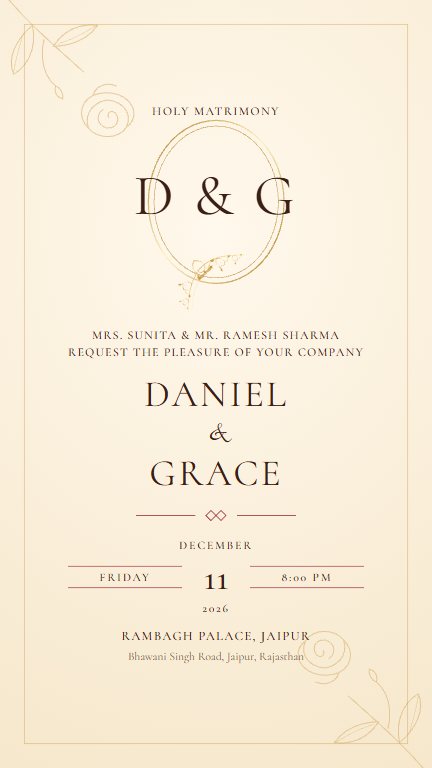 HOLY MATRIMONY
D & G
MRS. SUNITA & MR. RAMESH SHARMA
REQUEST THE PLEASURE OF YOUR COMPANY
DANIEL
&
GRACE
DECEMBER
FRIDAY 11 8:00 PM
2026
RAMBAGH PALACE, JAIPUR
Bhawani Singh Road, Jaipur, Rajasthan